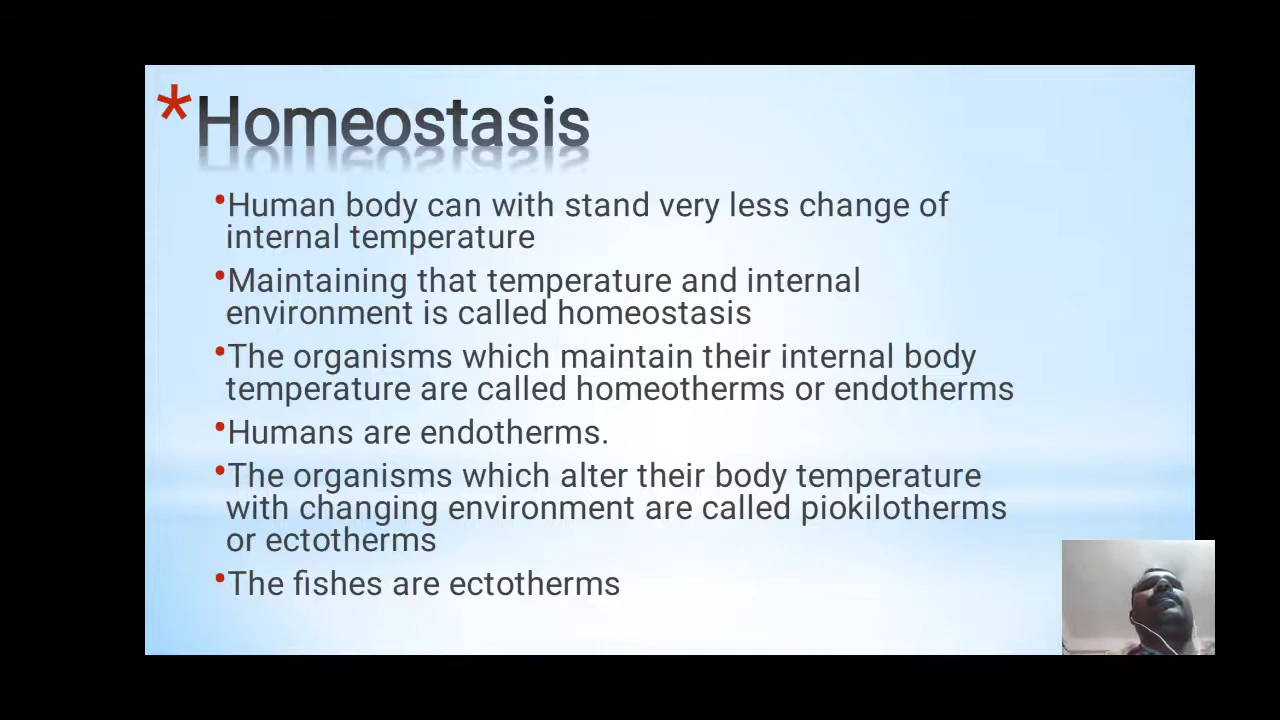 *Homeostasis
•Human body can with stand very less change of
internal temperature
•Maintaining that temperature and internal
environment is called homeostasis
•The organisms which maintain their internal body
temperature are called homeotherms or endotherms
•Humans are endotherms.
•The organisms which alter their body temperature
with changing environment are called piokilotherms
or ectotherms
•The fishes are ectotherms